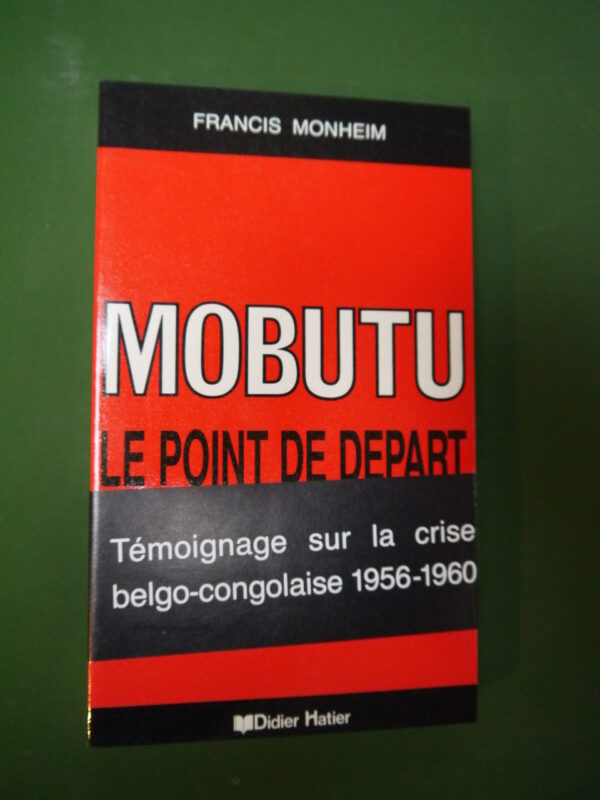 FRANCIS MONHEIM
MOBUTU
LE POINT DE DEPART
Témoignage sur la crise
belgo-congolaise 1956-1960
Didier Hatier